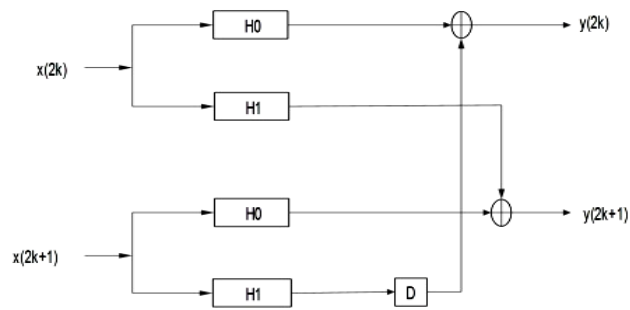 H0
y(2k)
x(2k)
H1
H0
y(2k+1)
x(2k+1)
H1
D